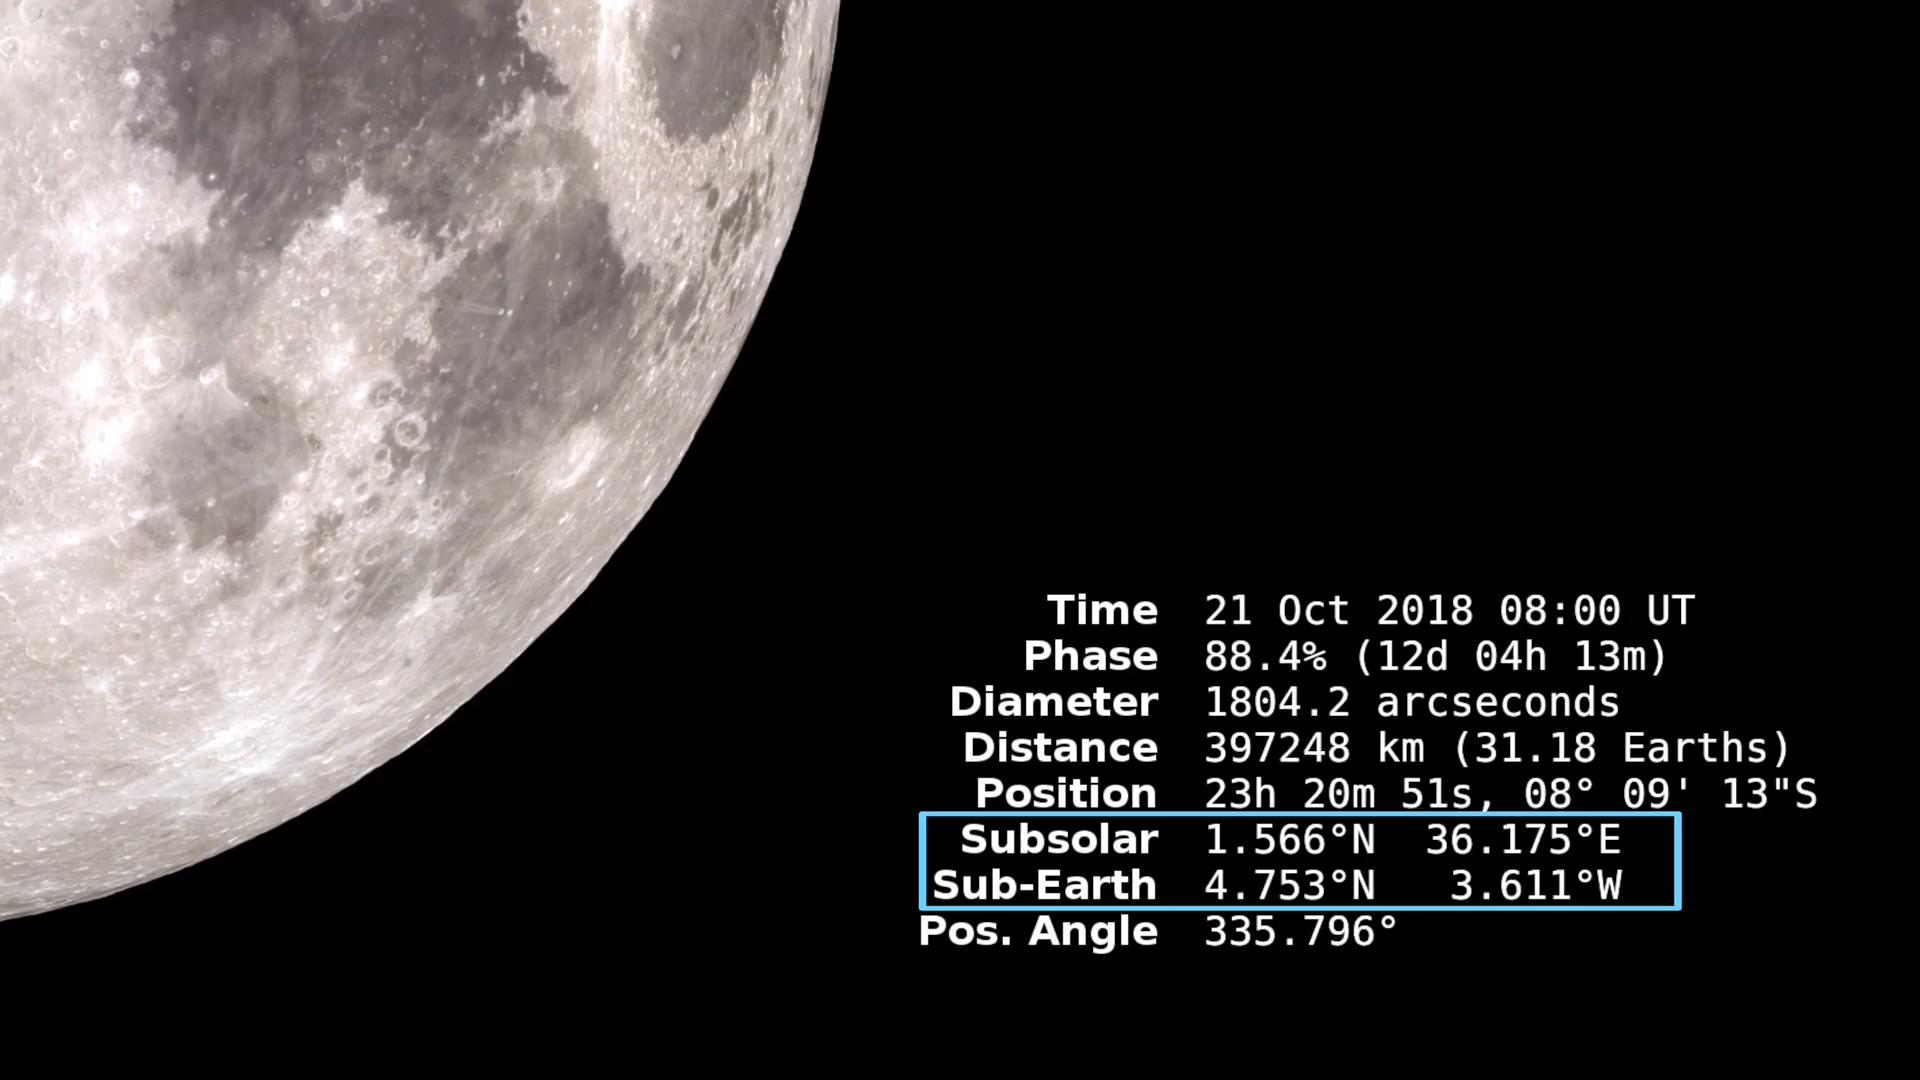 Time 21 Oct 2018 08:00 UT
Phase 88.4% (12d 04h 13m)
Diameter 1804.2 arcseconds
Distance 397248 km (31.18 Earths)
Position 23h 20m 51s, 08° 09' 13"S
Subsolar 1.566°N 36.175°E
Sub-Earth 4.753°N 3.611°W
Pos. Angle 335.796°